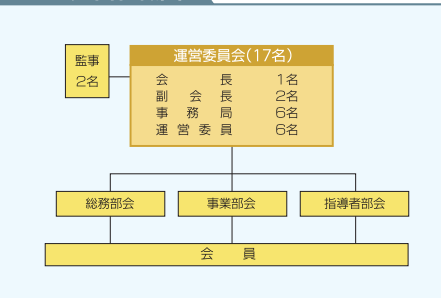 監事
2名
運営委員会(17名)
会長 1名
副会長 2名
事務局 6名
運営委員 6名
総務部会
事業部会
指導者部会
会員